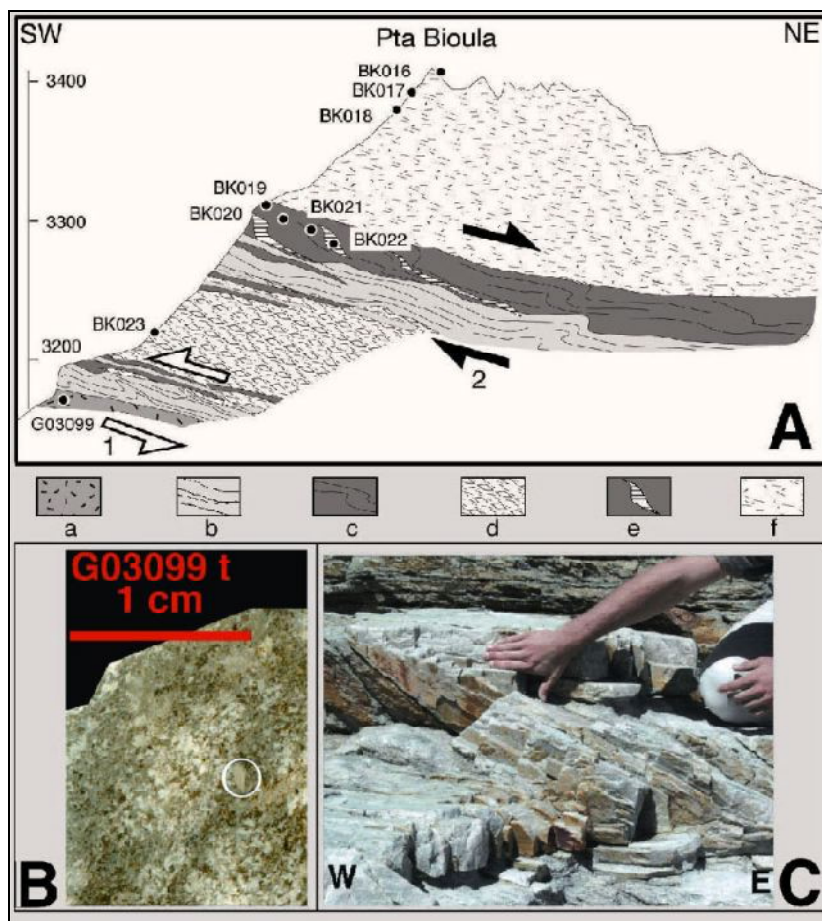 SW
Pta Bioula
NE
3400
BK016
BK017
BK018
3300
BK019
BK020
BK021
BK022
BK023
3200
2
G03099
1
A
a
b
c
d
e
f
G03099 t
1 cm
B
W
E
C